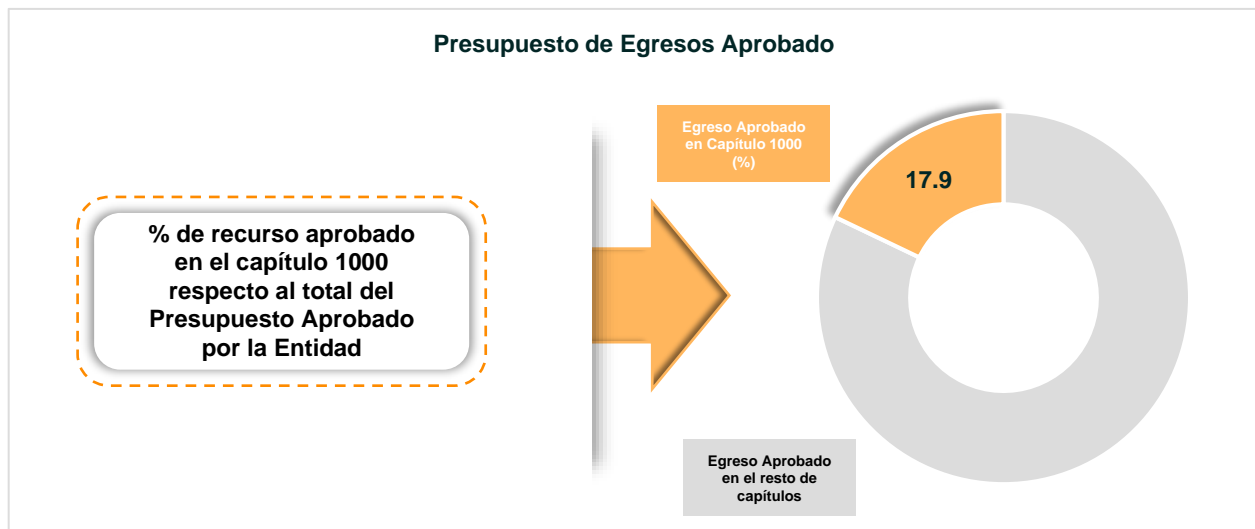 Presupuesto de Egresos Aprobado
Egreso Aprobado
en Capítulo 1000
(%)
17.9
% de recurso aprobado
en el capítulo 1000
respecto al total del
Presupuesto Aprobado
por la Entidad
Egreso Aprobado
en el resto de
capítulos